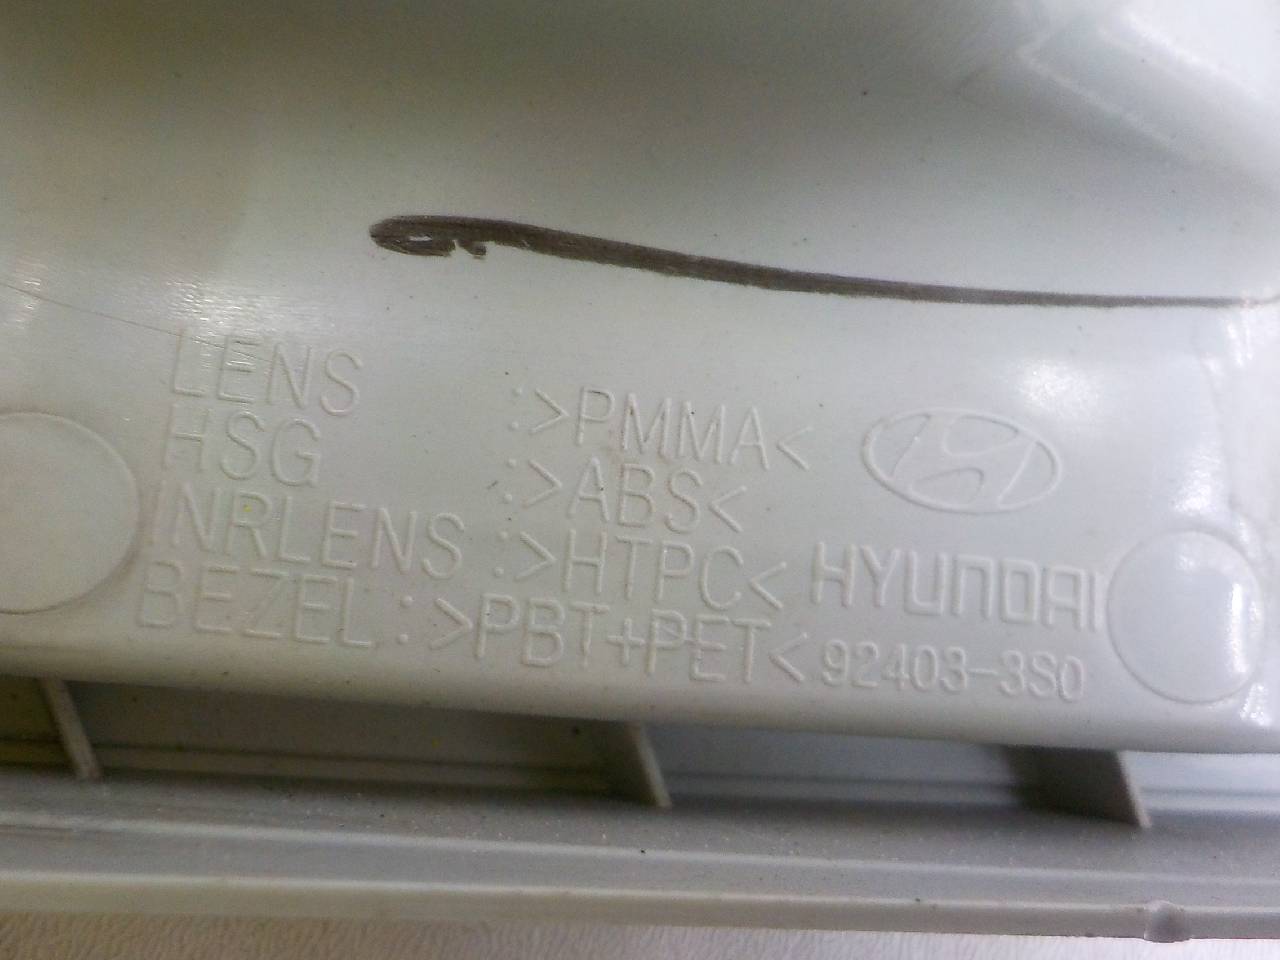 LENS :>PMMA<
HSG :>ABS<
INRLENS :>HTPC< HYUNDAI
BEZEL :>PBT+PET< 92403-3S0